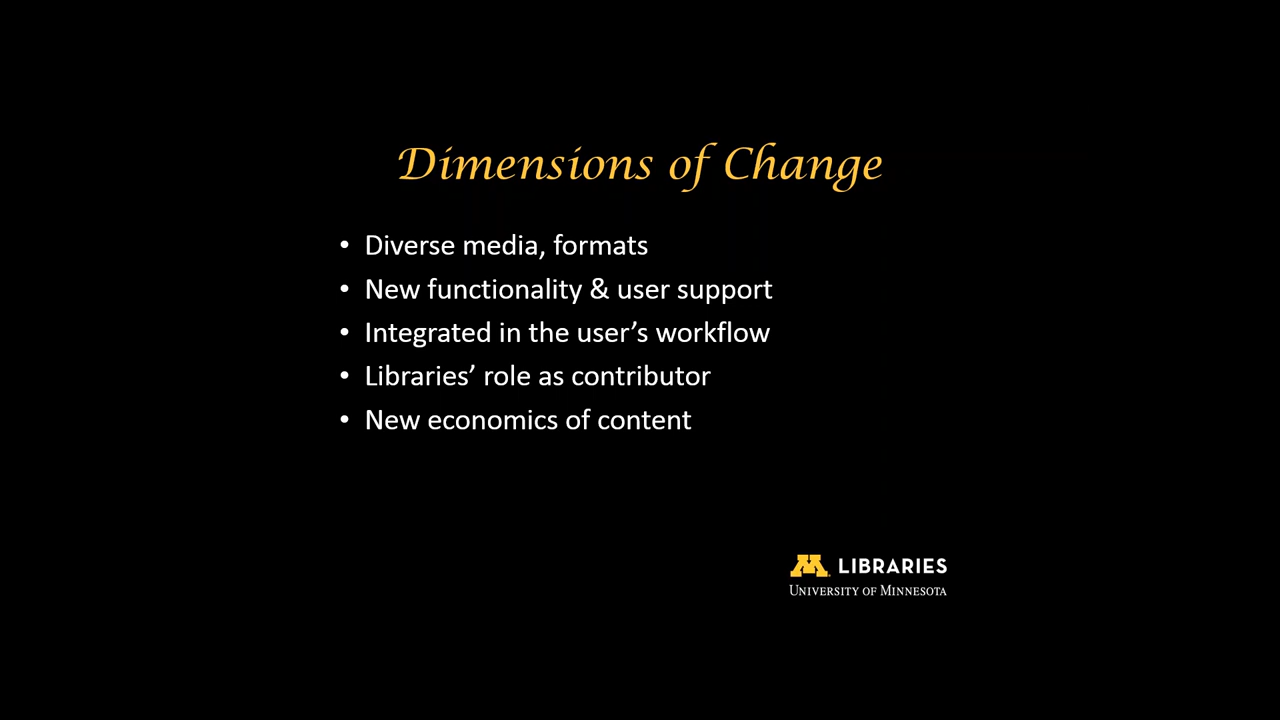 Dimensions of Change
• Diverse media, formats
• New functionality & user support
• Integrated in the user’s workflow
• Libraries’ role as contributor
• New economics of content
M LIBRARIES
UNIVERSITY OF MINNESOTA